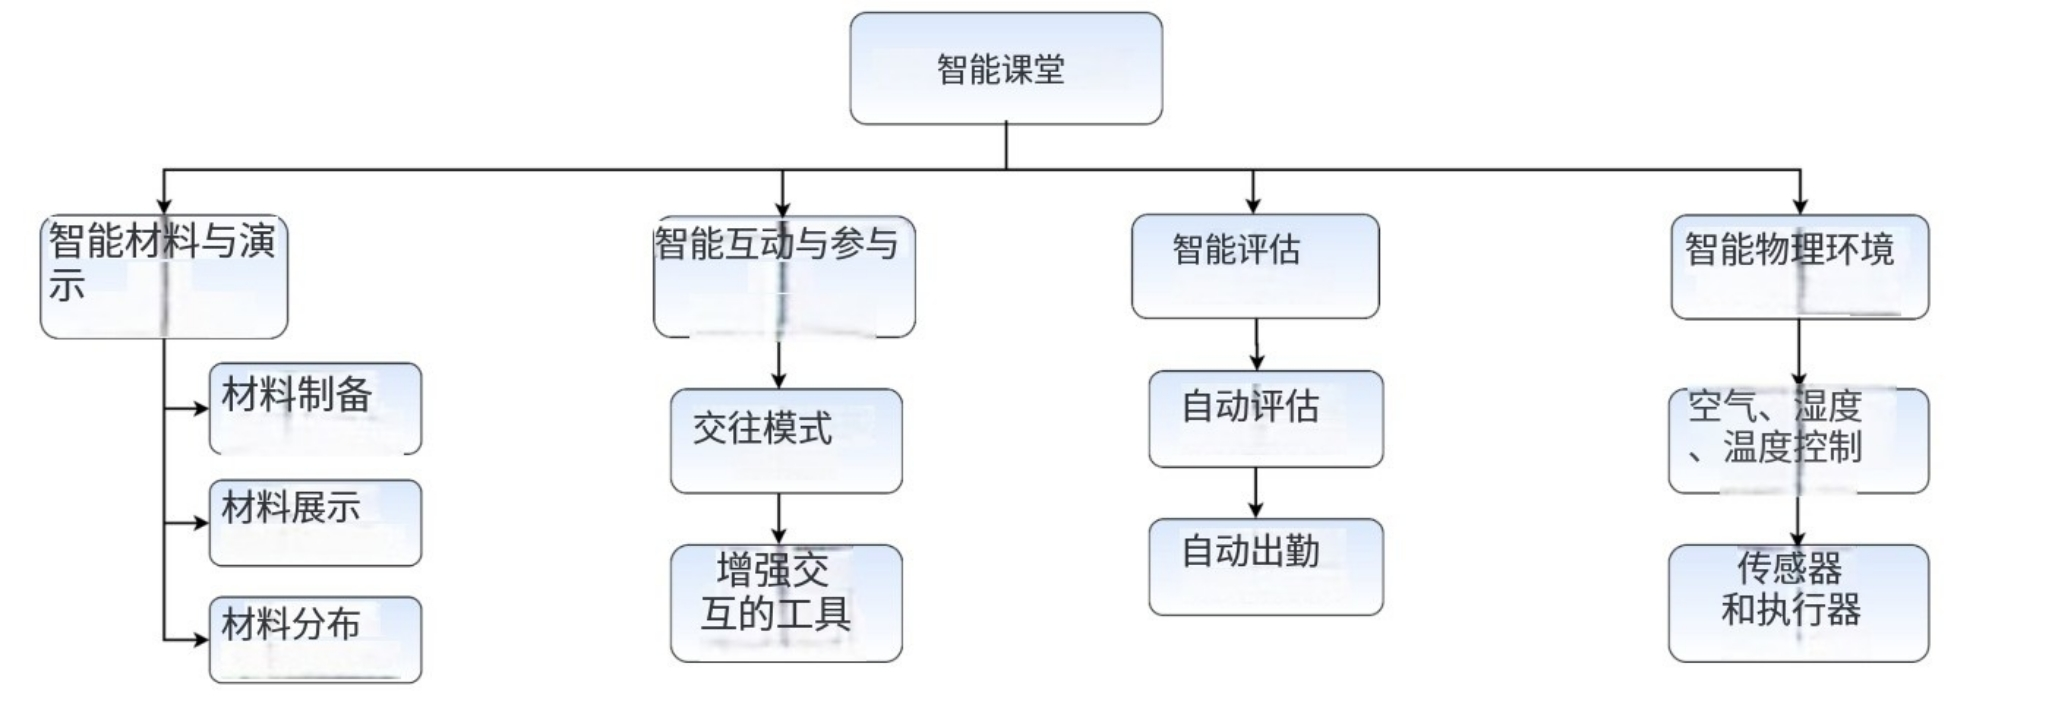 智能课堂
智能材料与演
示
材料制备
材料展示
材料分布
智能互动与参与
交往模式
增强交
互的工具
智能评估
自动评估
自动出勤
智能物理环境
空气、湿度
、温度控制
传感器
和执行器